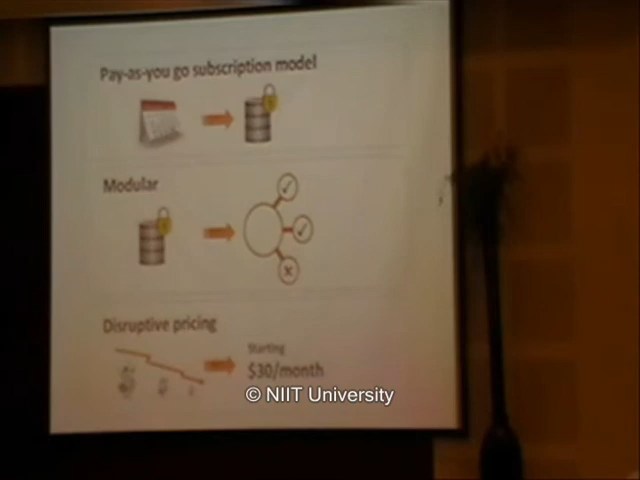 Pay-as-you go subscription model
Modular
Disruptive pricing
Starting
$30/month
© NIIT University